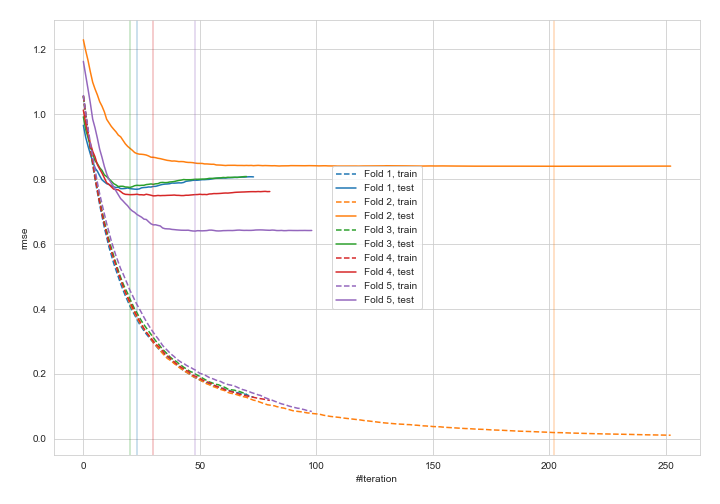 1.2
1.0
0.8
0.6
0.4
0.2
0.0
rmse
Fold 1, train
Fold 1, test
Fold 2, train
Fold 2, test
Fold 3, train
Fold 3, test
Fold 4, train
Fold 4, test
Fold 5, train
Fold 5, test
0 50 100 150 200 250
#Iteration